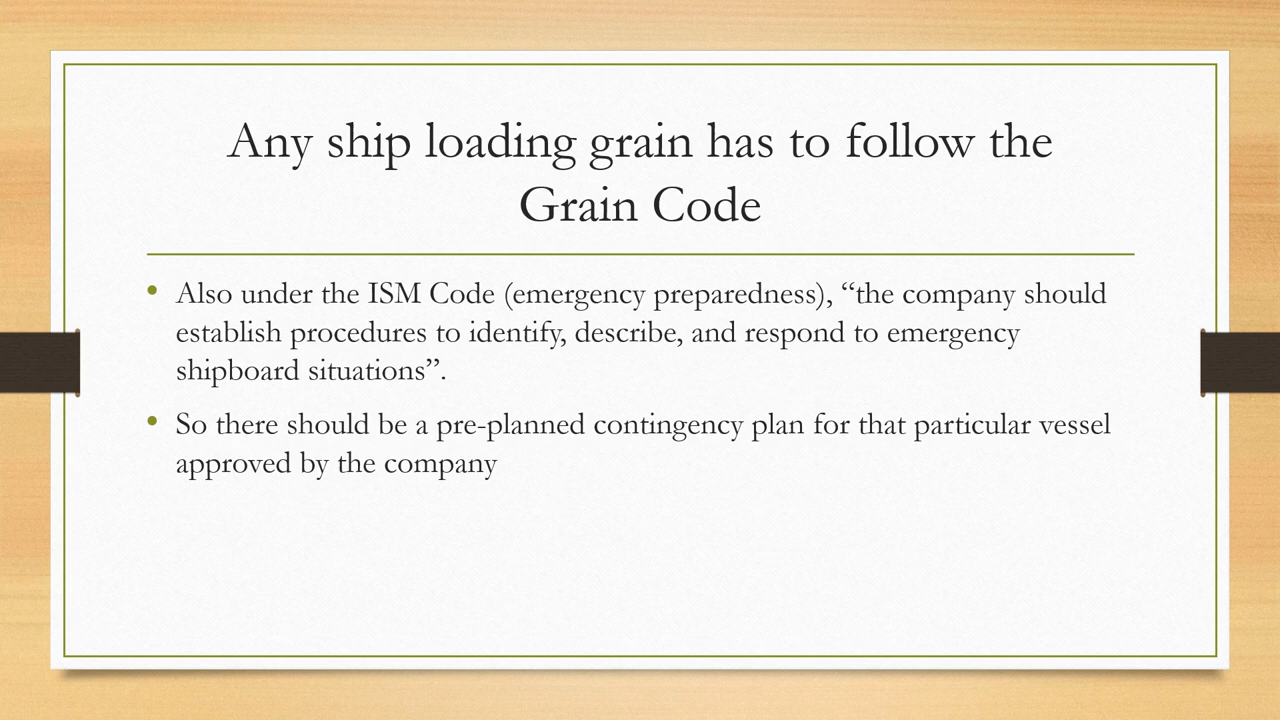 Any ship loading grain has to follow the
Grain Code
• Also under the ISM Code (emergency preparedness), “the company should
establish procedures to identify, describe, and respond to emergency
shipboard situations”.
• So there should be a pre-planned contingency plan for that particular vessel
approved by the company